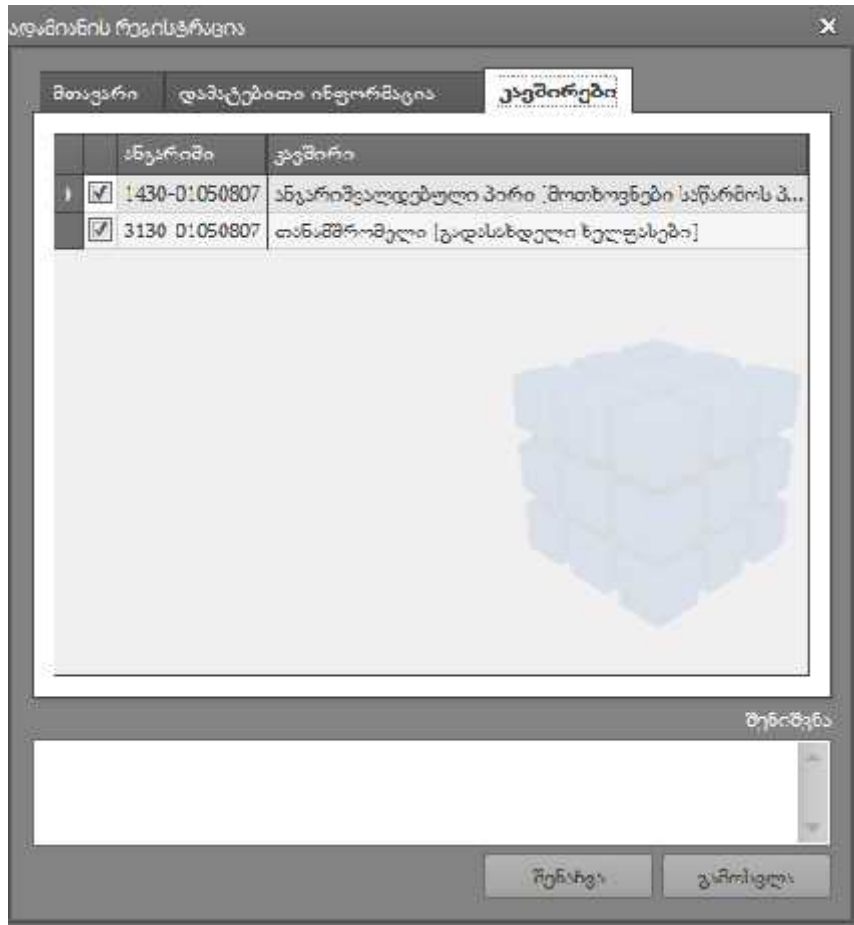 ადამიანის რეგისტრაცია
მთავარი დამატებითი ინფორმაცია კავშირები
ანგარიში კავშირი
1430-01050807 ანგარიშვალდებული პირი [მოთხოვნები საწარმოს პ...
3130-01050807 თანამშრომელი [გადასახდელი ხელფასები]
შენიშვნა
შენახვა გამოსვლა